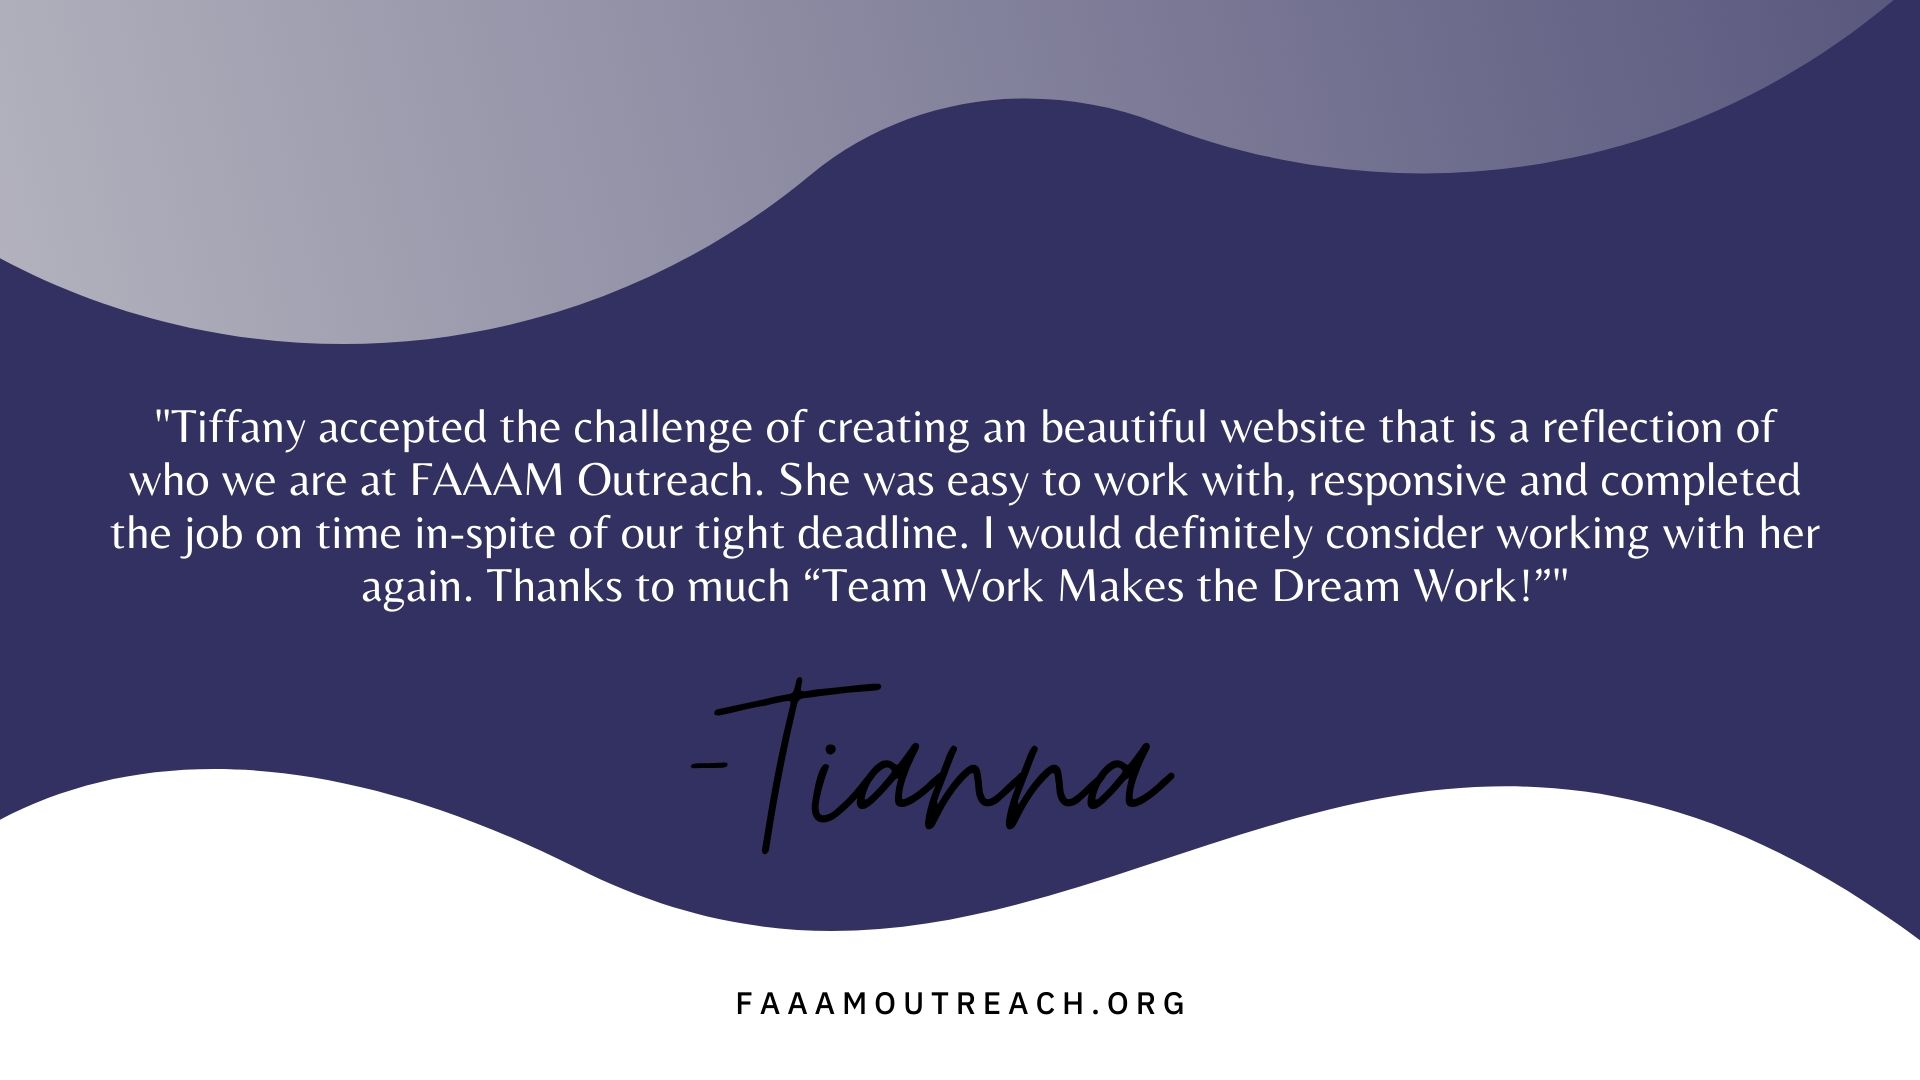 "Tiffany accepted the challenge of creating an beautiful website that is a reflection of
who we are at FAAAM Outreach. She was easy to work with, responsive and completed
the job on time in-spite of our tight deadline. I would definitely consider working with her
again. Thanks to much “Team Work Makes the Dream Work!”"
-Tianna
FAAAMOUTREACH.ORG